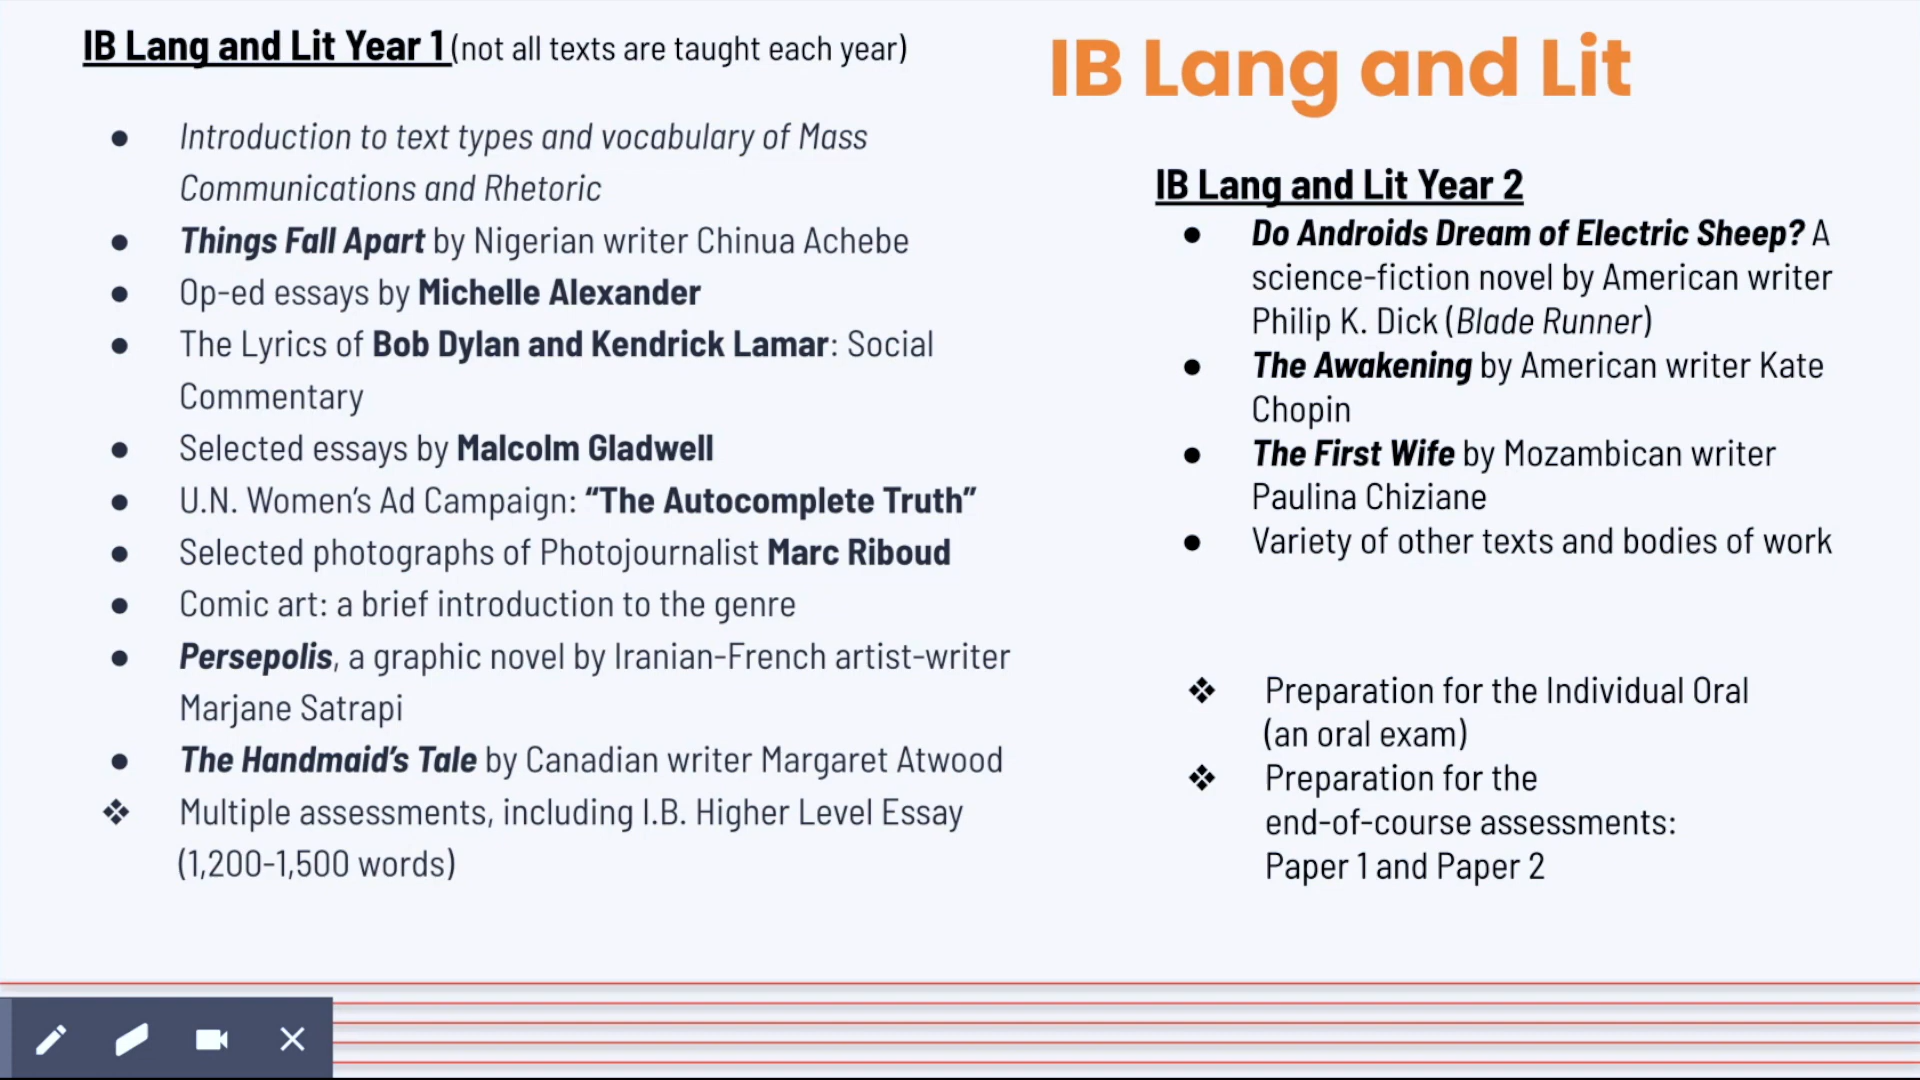 IB Lang and Lit Year 1 (not all texts are taught each year)
● Introduction to text types and vocabulary of Mass
Communications and Rhetoric
● Things Fall Apart by Nigerian writer Chinua Achebe
● Op-ed essays by Michelle Alexander
● The Lyrics of Bob Dylan and Kendrick Lamar: Social
Commentary
● Selected essays by Malcolm Gladwell
● U.N. Women’s Ad Campaign: “The Autocomplete Truth”
● Selected photographs of Photojournalist Marc Riboud
● Comic art: a brief introduction to the genre
● Persepolis, a graphic novel by Iranian-French artist-writer
Marjane Satrapi
● The Handmaid’s Tale by Canadian writer Margaret Atwood
❖ Multiple assessments, including I.B. Higher Level Essay
(1,200-1,500 words)
IB Lang and Lit
IB Lang and Lit Year 2
● Do Androids Dream of Electric Sheep? A
science-fiction novel by American writer
Philip K. Dick (Blade Runner)
● The Awakening by American writer Kate
Chopin
● The First Wife by Mozambican writer
Paulina Chiziane
● Variety of other texts and bodies of work
❖ Preparation for the Individual Oral
(an oral exam)
❖ Preparation for the
end-of-course assessments:
Paper 1 and Paper 2